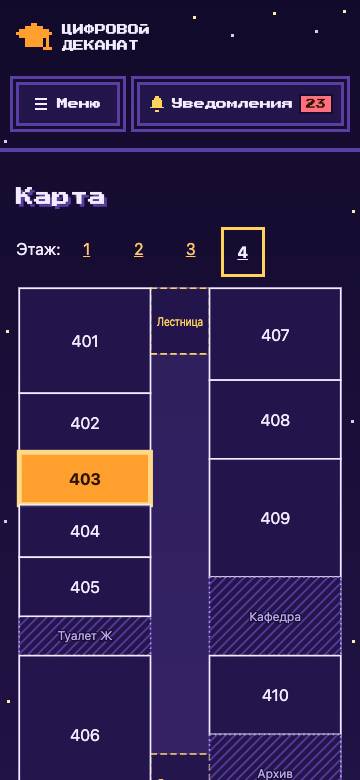 ЦИФРОВОЙ
ДЕКАНАТ
Меню
Уведомления 23
Карта
Этаж: 1 2 3 4
Лестница
401
407
402
408
403
404
409
405
Туалет Ж
Кафедра
410
406
Архив